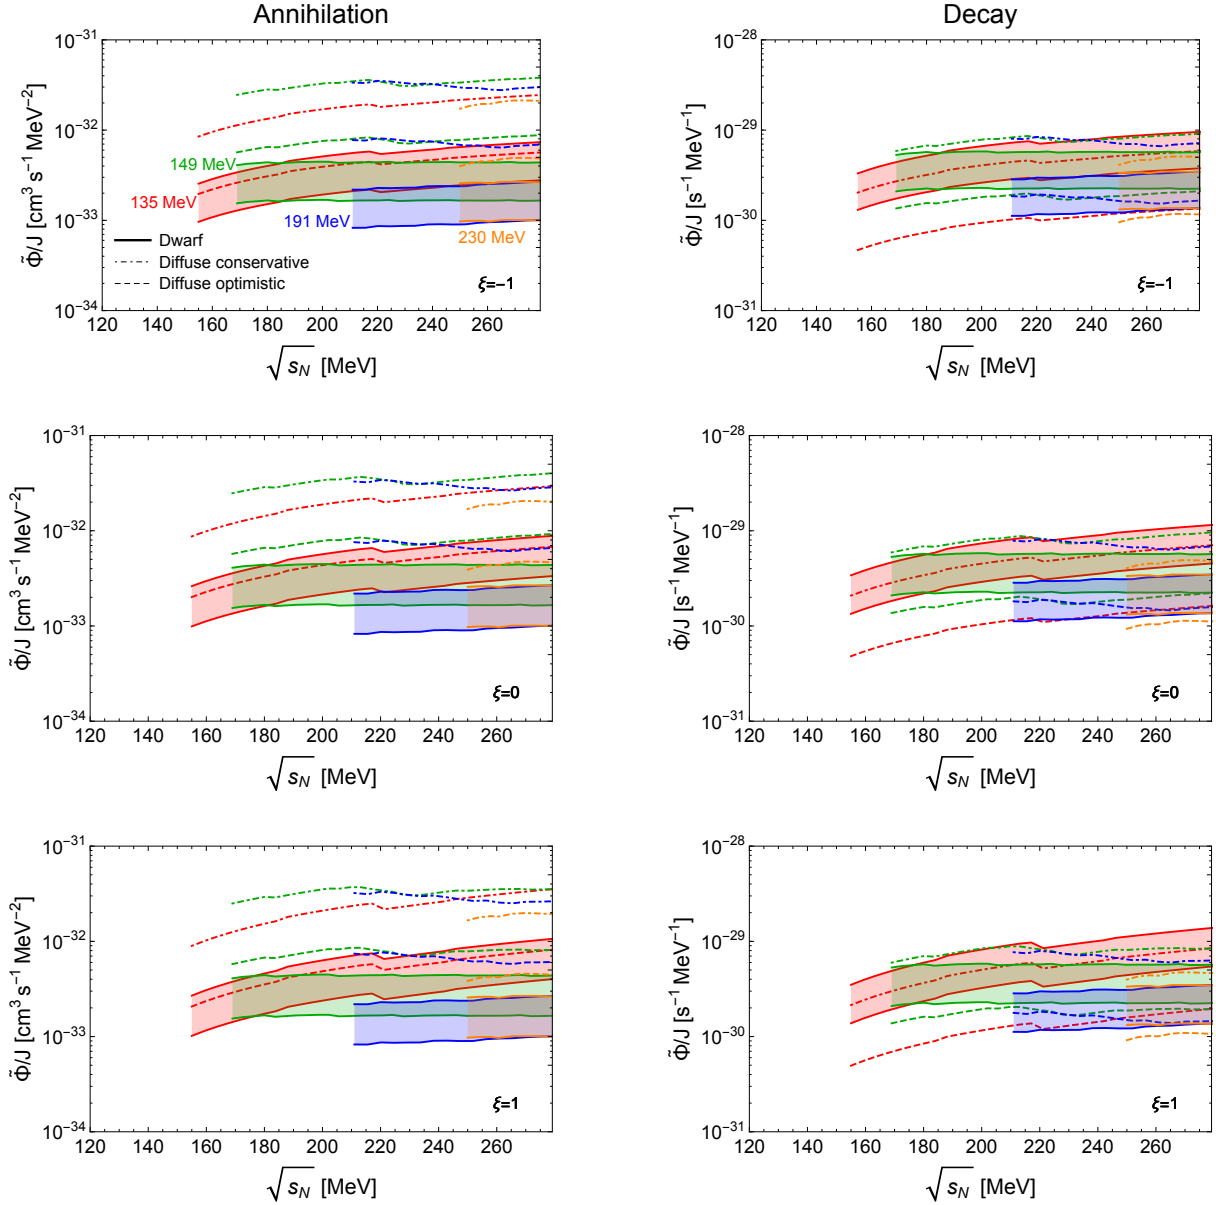 Annihilation
Decay
10⁻³¹
10⁻³²
10⁻³³
10⁻³⁴
Φ̃/J [cm³ s⁻¹ MeV⁻²]
149 MeV
135 MeV
191 MeV
230 MeV
Dwarf
Diffuse conservative
Diffuse optimistic
ξ=-1
120 140 160 180 200 220 240 260
√s_N [MeV]
10⁻²⁸
10⁻²⁹
10⁻³⁰
10⁻³¹
Φ̃/J [s⁻¹ MeV⁻¹]
ξ=-1
120 140 160 180 200 220 240 260
√s_N [MeV]
10⁻³¹
10⁻³²
10⁻³³
10⁻³⁴
Φ̃/J [cm³ s⁻¹ MeV⁻²]
ξ=0
120 140 160 180 200 220 240 260
√s_N [MeV]
10⁻²⁸
10⁻²⁹
10⁻³⁰
10⁻³¹
Φ̃/J [s⁻¹ MeV⁻¹]
ξ=0
120 140 160 180 200 220 240 260
√s_N [MeV]
10⁻³¹
10⁻³²
10⁻³³
10⁻³⁴
Φ̃/J [cm³ s⁻¹ MeV⁻²]
ξ=1
120 140 160 180 200 220 240 260
√s_N [MeV]
10⁻²⁸
10⁻²⁹
10⁻³⁰
10⁻³¹
Φ̃/J [s⁻¹ MeV⁻¹]
ξ=1
120 140 160 180 200 220 240 260
√s_N [MeV]